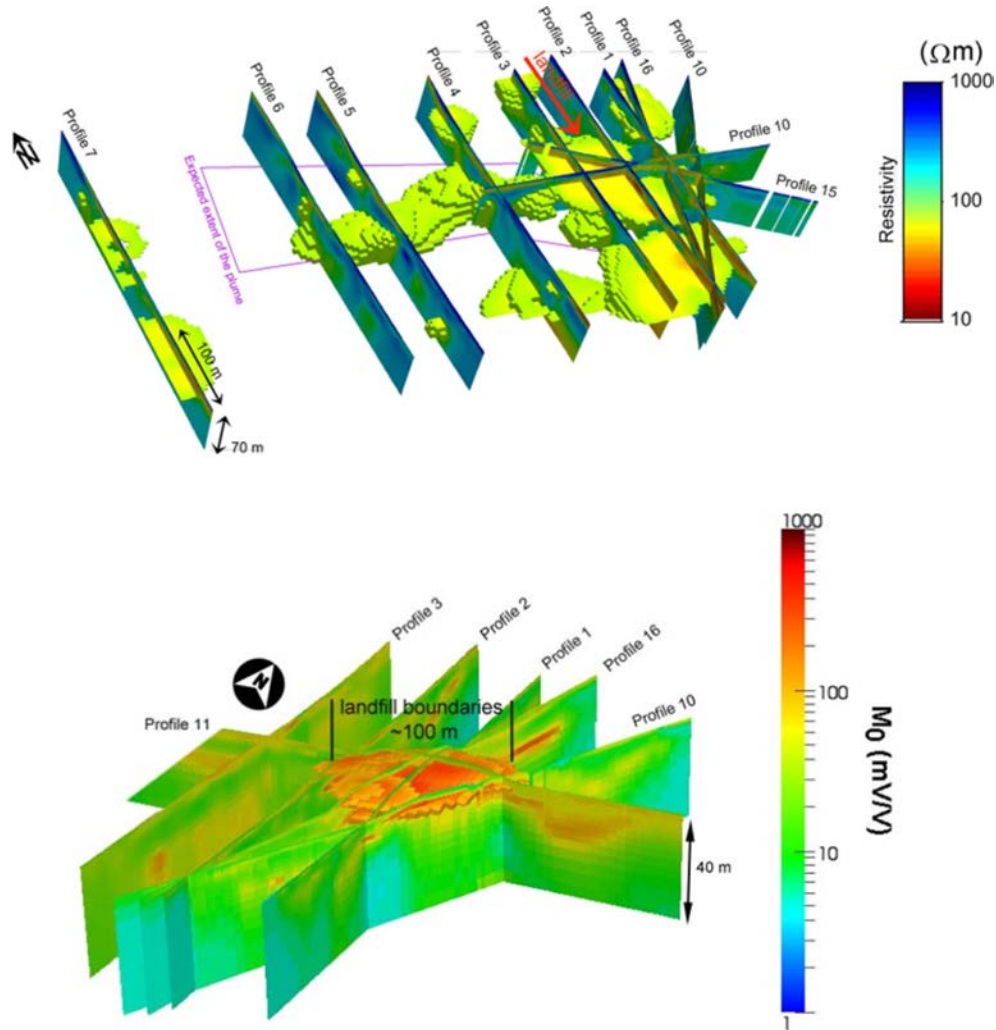 Profile 7
Profile 6
Profile 5
Profile 4
Profile 3
Profile 2
Profile 1
Profile 16
Profile 10
landfill
Profile 10
Profile 15
N
Expected extent of the plume
100 m
70 m
(Ωm)
1000
100
10
Resistivity
Profile 3
Profile 2
Profile 1
Profile 16
Profile 10
Profile 11
N
landfill boundaries
~100 m
40 m
1000
100
10
1
M0 (mV/V)